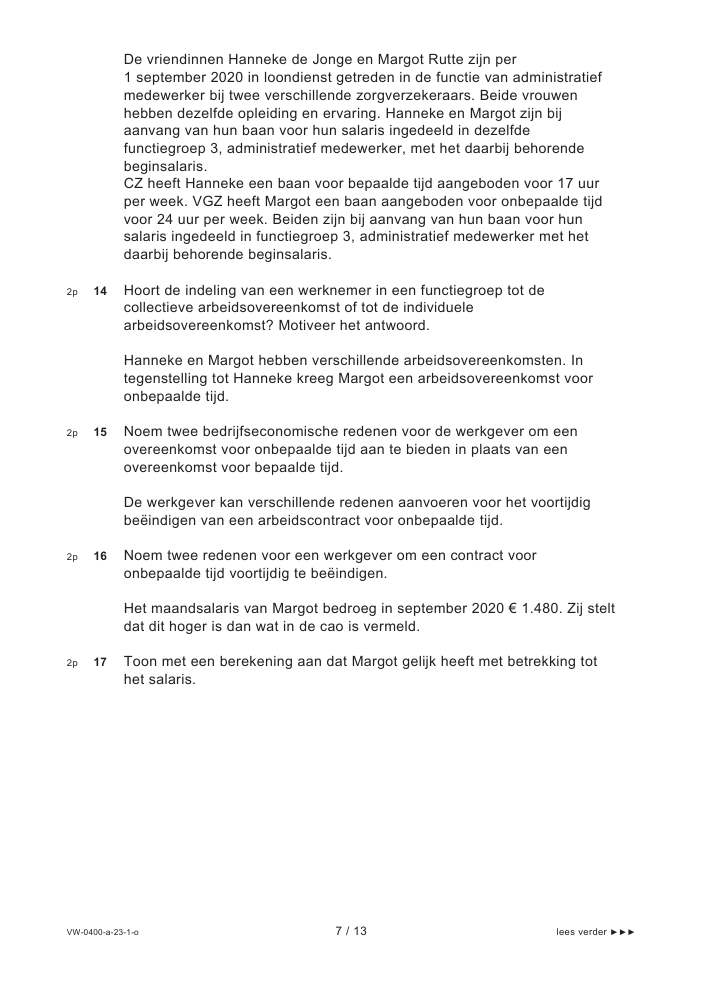 De vriendinnen Hanneke de Jonge en Margot Rutte zijn per
1 september 2020 in loondienst getreden in de functie van administratief
medewerker bij twee verschillende zorgverzekeraars. Beide vrouwen
hebben dezelfde opleiding en ervaring. Hanneke en Margot zijn bij
aanvang van hun baan voor hun salaris ingedeeld in dezelfde
functiegroep 3, administratief medewerker, met het daarbij behorende
beginsalaris.
CZ heeft Hanneke een baan voor bepaalde tijd aangeboden voor 17 uur
per week. VGZ heeft Margot een baan aangeboden voor onbepaalde tijd
voor 24 uur per week. Beiden zijn bij aanvang van hun baan voor hun
salaris ingedeeld in functiegroep 3, administratief medewerker met het
daarbij behorende beginsalaris.
2p 14 Hoort de indeling van een werknemer in een functiegroep tot de
collectieve arbeidsovereenkomst of tot de individuele
arbeidsovereenkomst? Motiveer het antwoord.
Hanneke en Margot hebben verschillende arbeidsovereenkomsten. In
tegenstelling tot Hanneke kreeg Margot een arbeidsovereenkomst voor
onbepaalde tijd.
2p 15 Noem twee bedrijfseconomische redenen voor de werkgever om een
overeenkomst voor onbepaalde tijd aan te bieden in plaats van een
overeenkomst voor bepaalde tijd.
De werkgever kan verschillende redenen aanvoeren voor het voortijdig
beëindigen van een arbeidscontract voor onbepaalde tijd.
2p 16 Noem twee redenen voor een werkgever om een contract voor
onbepaalde tijd voortijdig te beëindigen.
Het maandsalaris van Margot bedroeg in september 2020 € 1.480. Zij stelt
dat dit hoger is dan wat in de cao is vermeld.
2p 17 Toon met een berekening aan dat Margot gelijk heeft met betrekking tot
het salaris.
VW-0400-a-23-1-o 7 / 13 lees verder ►►►